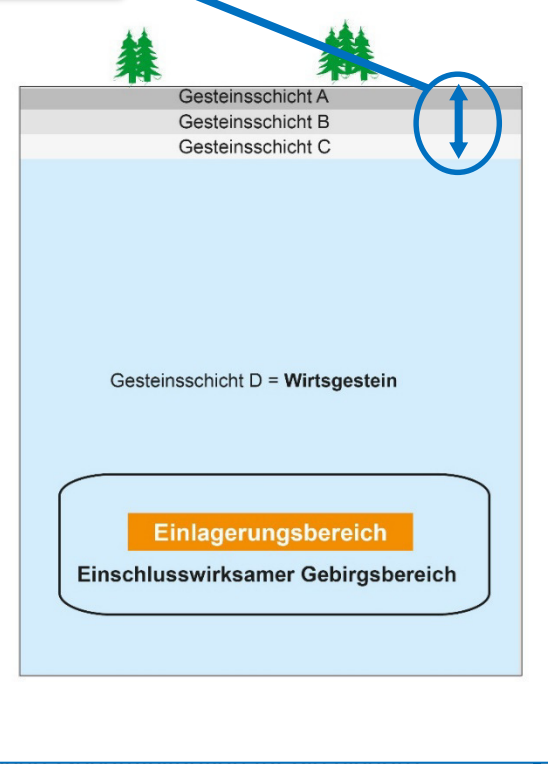 Gesteinsschicht A
Gesteinsschicht B
Gesteinsschicht C
Gesteinsschicht D = Wirtsgestein
Einlagerungsbereich
Einschlusswirksamer Gebirgsbereich